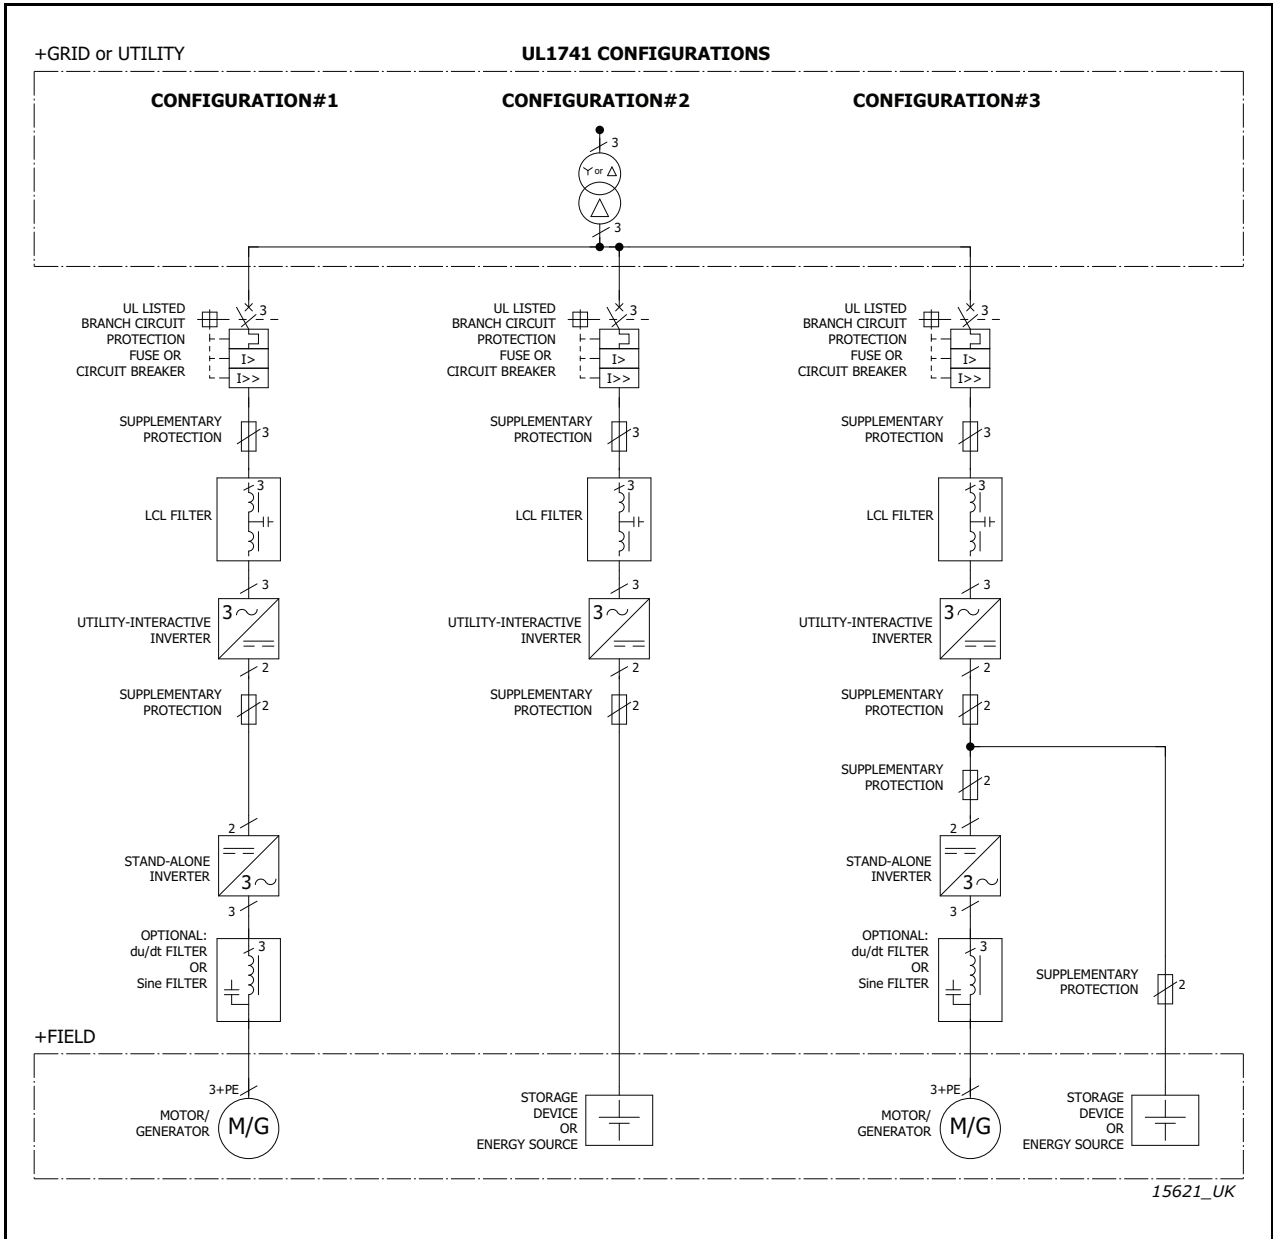 +GRID or UTILITY
UL1741 CONFIGURATIONS
CONFIGURATION#1
CONFIGURATION#2
CONFIGURATION#3
3
Y or Δ
Δ
3
UL LISTED
BRANCH CIRCUIT
PROTECTION
FUSE OR
CIRCUIT BREAKER
3
I>
I>>
UL LISTED
BRANCH CIRCUIT
PROTECTION
FUSE OR
CIRCUIT BREAKER
3
I>
I>>
UL LISTED
BRANCH CIRCUIT
PROTECTION
FUSE OR
CIRCUIT BREAKER
3
I>
I>>
SUPPLEMENTARY
PROTECTION
3
SUPPLEMENTARY
PROTECTION
3
SUPPLEMENTARY
PROTECTION
3
LCL FILTER
3
LCL FILTER
3
LCL FILTER
3
3
3
3
UTILITY-INTERACTIVE
INVERTER
3
UTILITY-INTERACTIVE
INVERTER
3
UTILITY-INTERACTIVE
INVERTER
3
2
2
2
SUPPLEMENTARY
PROTECTION
2
SUPPLEMENTARY
PROTECTION
2
SUPPLEMENTARY
PROTECTION
2
SUPPLEMENTARY
PROTECTION
2
2
2
STAND-ALONE
INVERTER
3
STAND-ALONE
INVERTER
3
3
3
OPTIONAL:
du/dt FILTER
OR
Sine FILTER
3
OPTIONAL:
du/dt FILTER
OR
Sine FILTER
3
SUPPLEMENTARY
PROTECTION
2
+FIELD
3+PE
MOTOR/
GENERATOR
M/G
STORAGE
DEVICE
OR
ENERGY SOURCE
3+PE
MOTOR/
GENERATOR
M/G
STORAGE
DEVICE
OR
ENERGY SOURCE
15621_UK